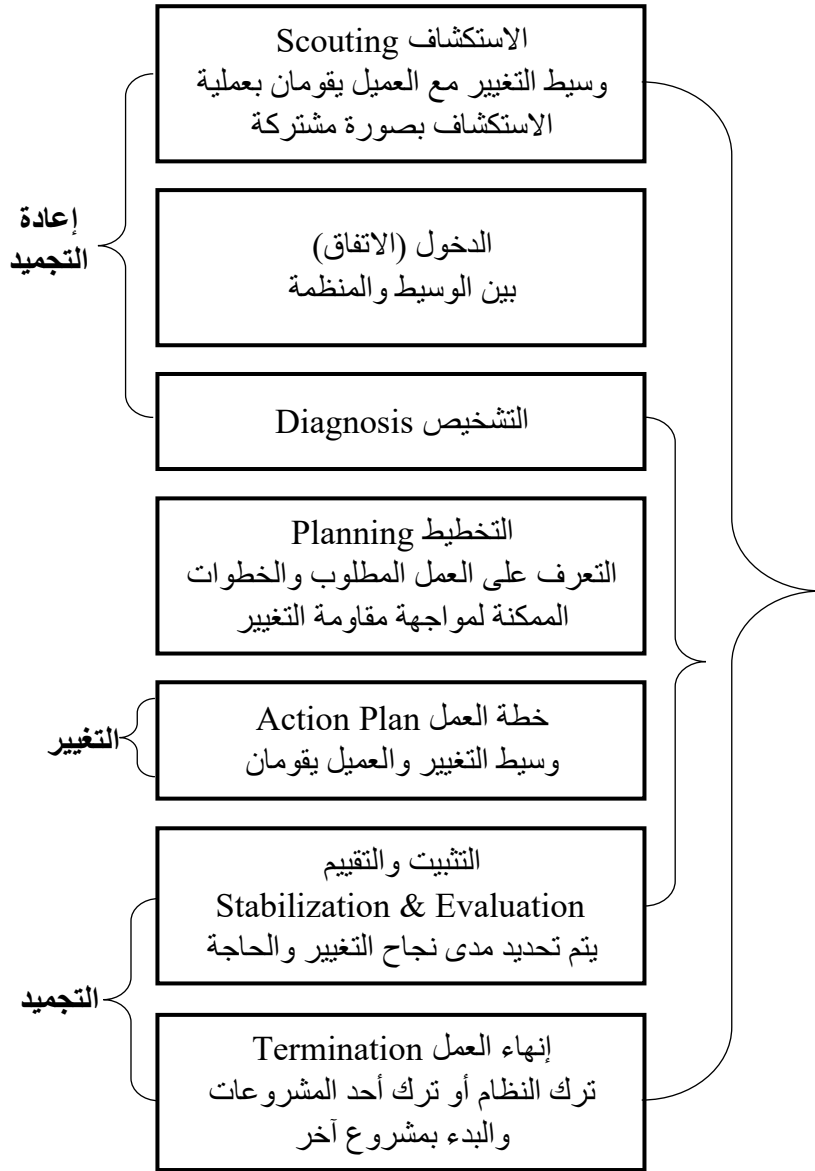 الاستكشاف Scouting
وسيط التغيير مع العميل يقومان بعملية
الاستكشاف بصورة مشتركة
الدخول (الاتفاق)
بين الوسيط والمنظمة
التشخيص Diagnosis
إعادة
التجميد
التخطيط Planning
التعرف على العمل المطلوب والخطوات
الممكنة لمواجهة مقاومة التغيير
خطة العمل Action Plan
وسيط التغيير والعميل يقومان
التغيير
التثبيت والتقييم
Stabilization & Evaluation
يتم تحديد مدى نجاح التغيير والحاجة
إنهاء العمل Termination
ترك النظام أو ترك أحد المشروعات
والبدء بمشروع آخر
التجميد